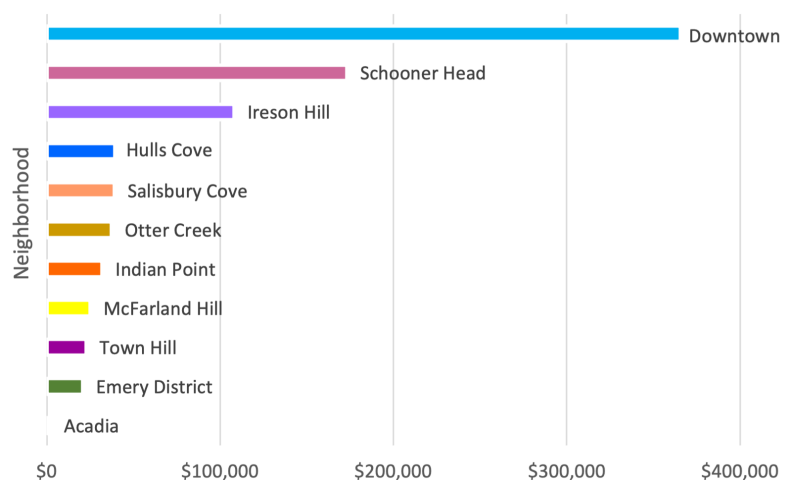 Downtown
Schooner Head
Ireson Hill
Hulls Cove
Salisbury Cove
Otter Creek
Indian Point
McFarland Hill
Town Hill
Emery District
Acadia
Neighborhood
$0 $100,000 $200,000 $300,000 $400,000